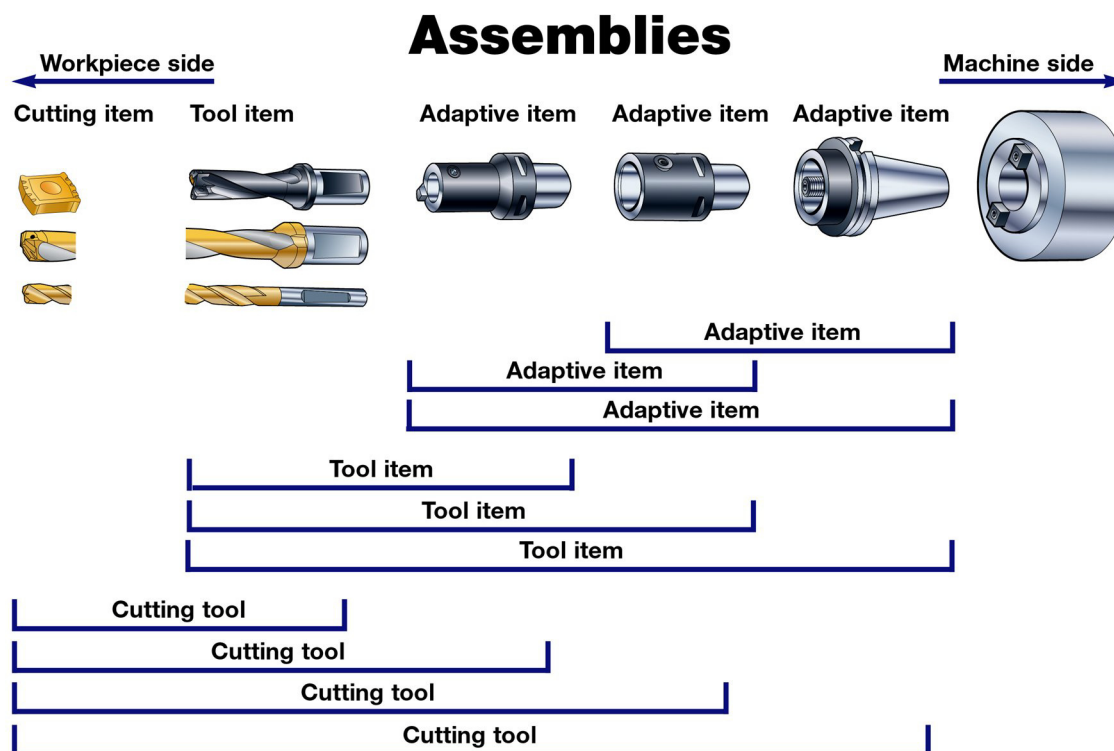 Assemblies
Workpiece side
Machine side
Cutting item
Tool item
Adaptive item
Adaptive item
Adaptive item
Adaptive item
Adaptive item
Adaptive item
Tool item
Tool item
Tool item
Cutting tool
Cutting tool
Cutting tool
Cutting tool